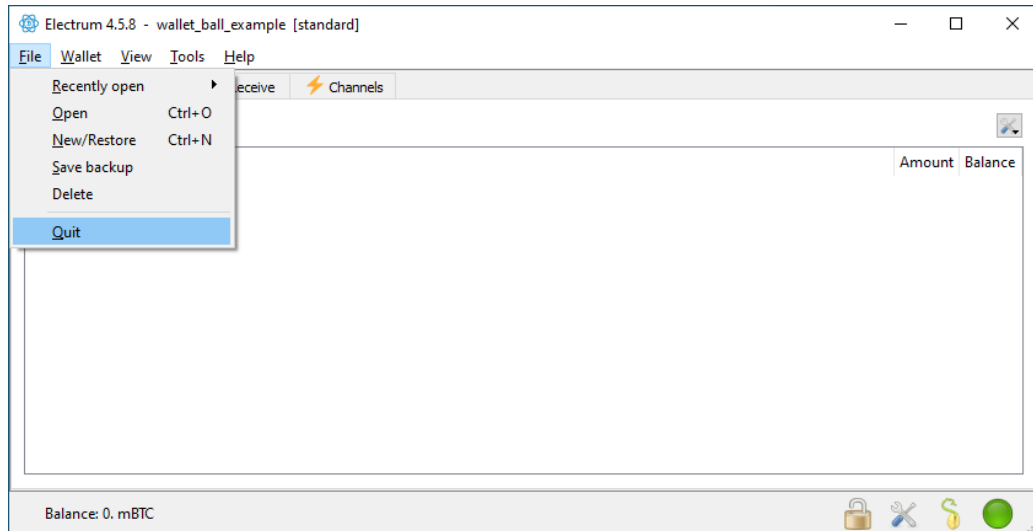 Electrum 4.5.8 - wallet_ball_example [standard]
File Wallet View Tools Help
Recently open
Open Ctrl+O
New/Restore Ctrl+N
Save backup
Delete
Quit
Channels
Amount Balance
Balance: 0. mBTC